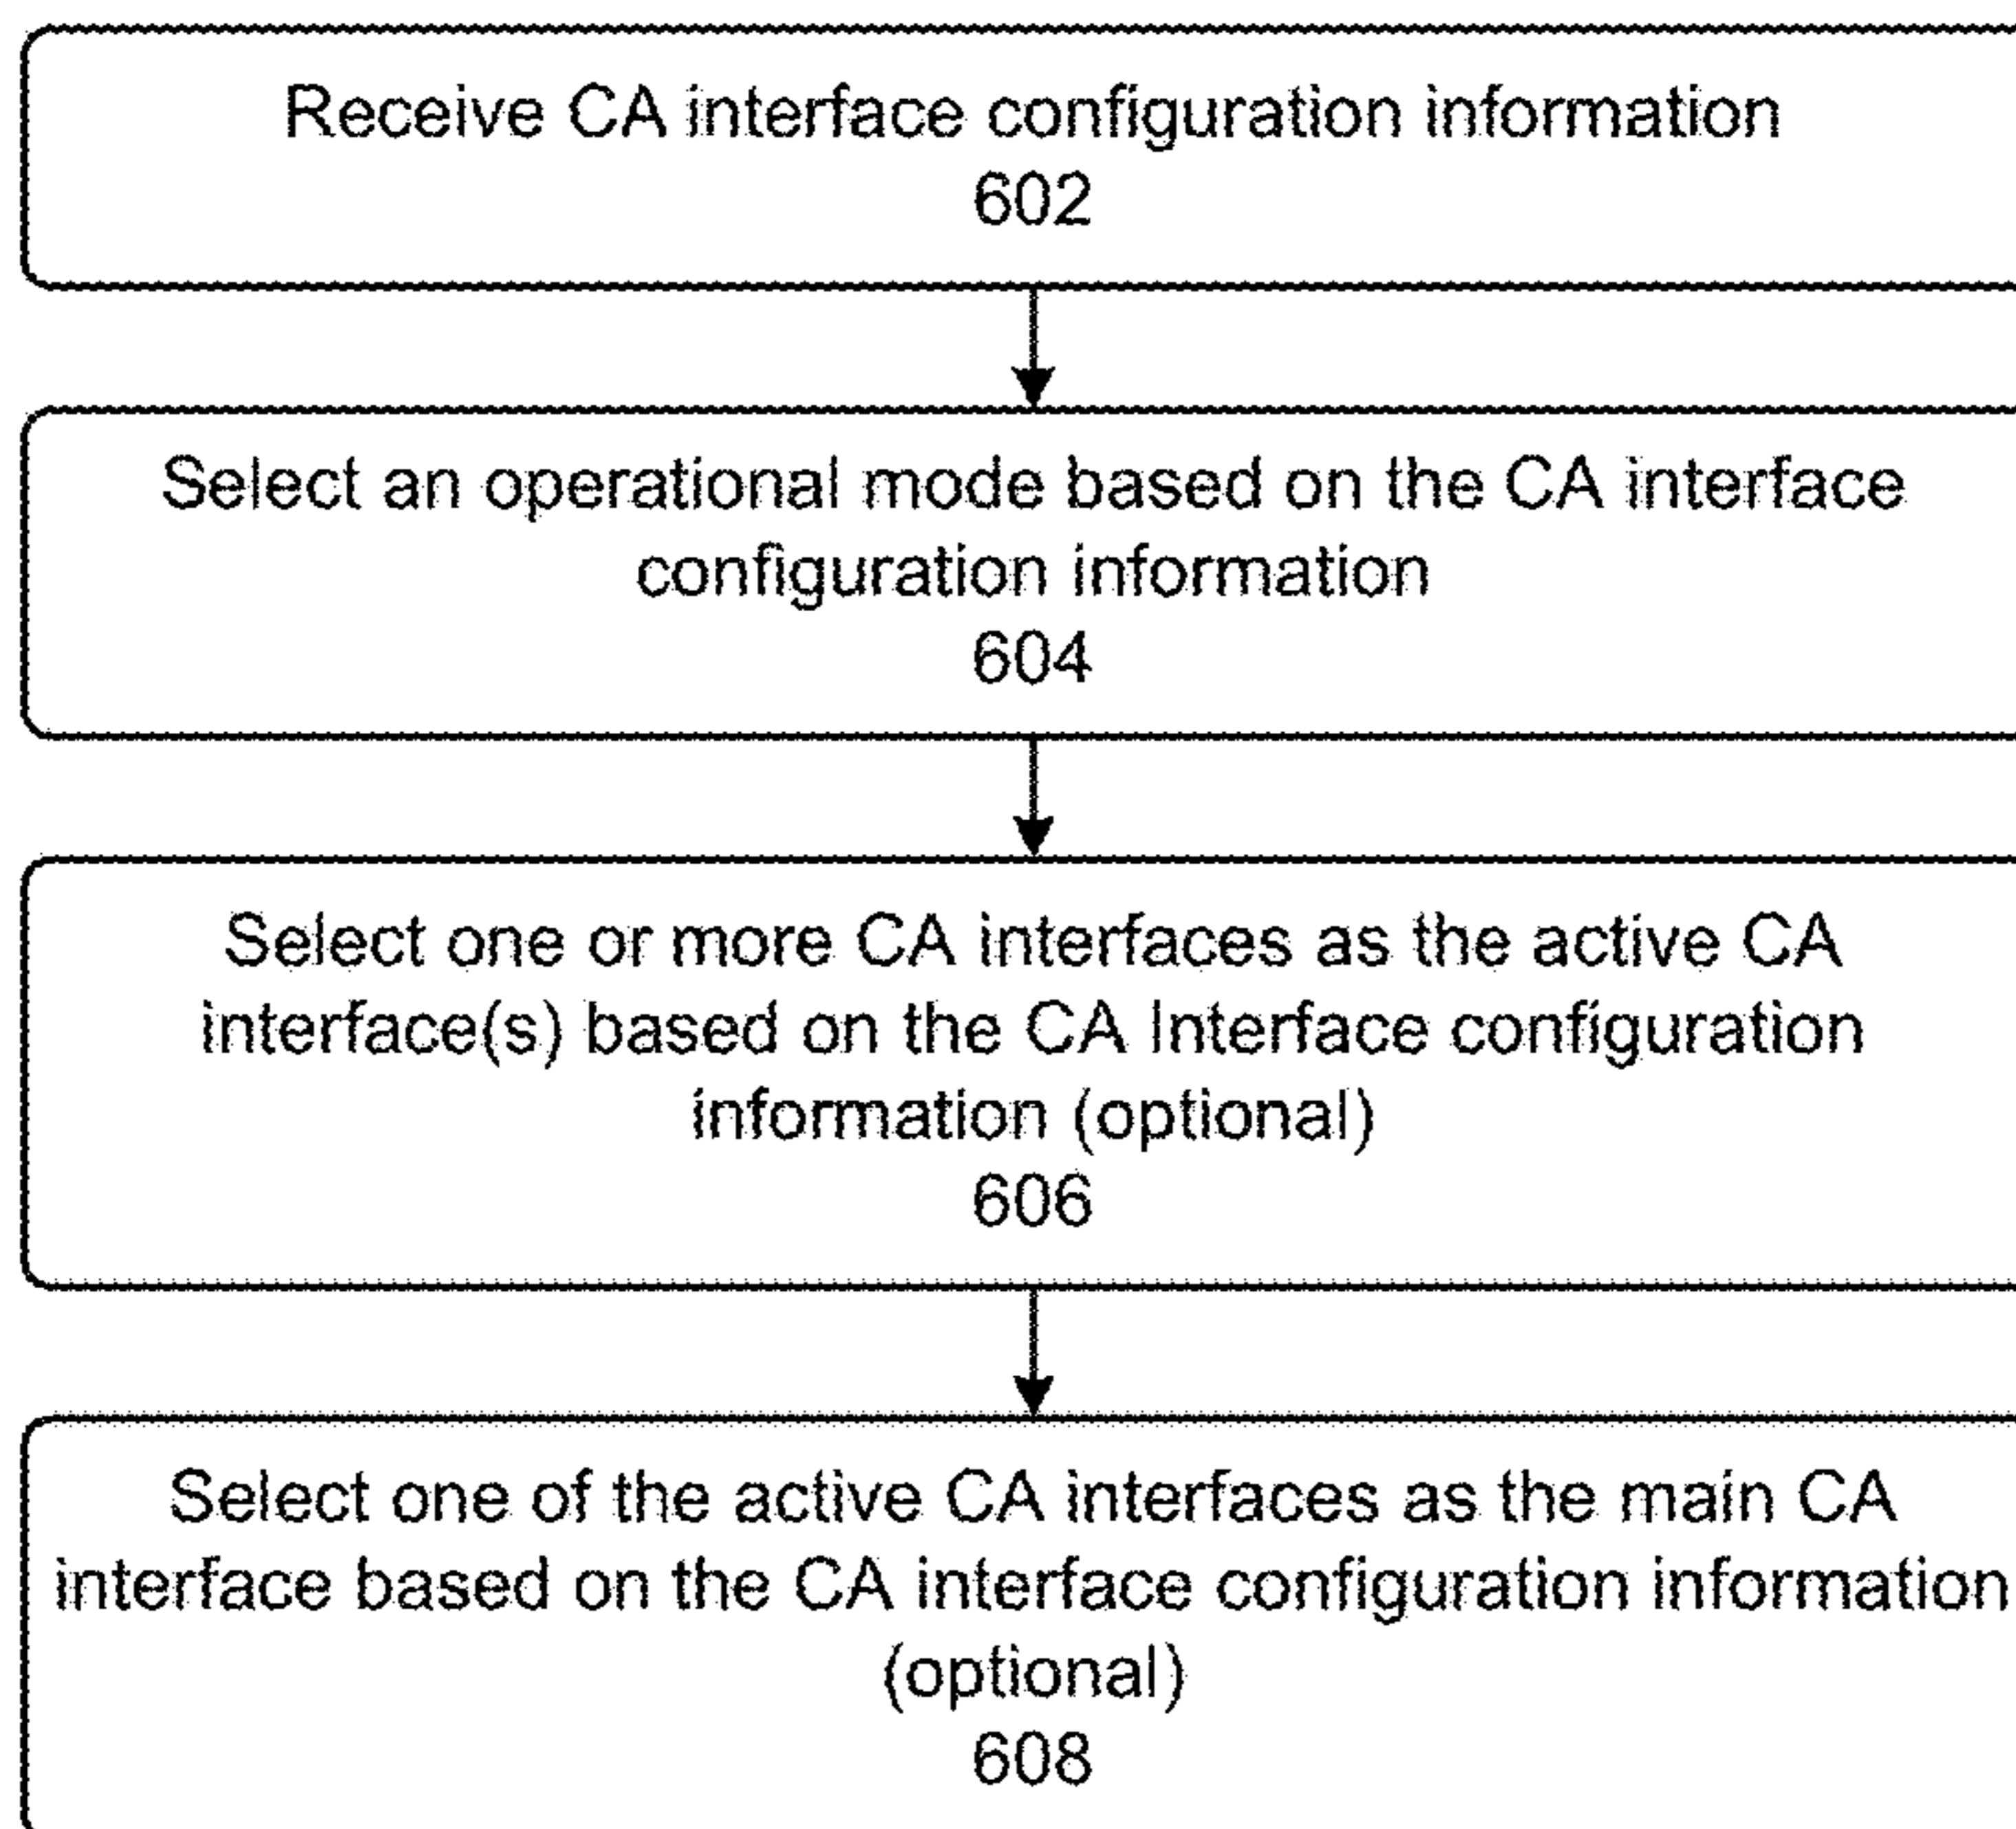 Receive CA interface configuration information
602
Select an operational mode based on the CA interface
configuration information
604
Select one or more CA interfaces as the active CA
interface(s) based on the CA Interface configuration
information (optional)
606
Select one of the active CA interfaces as the main CA
interface based on the CA interface configuration information
(optional)
608